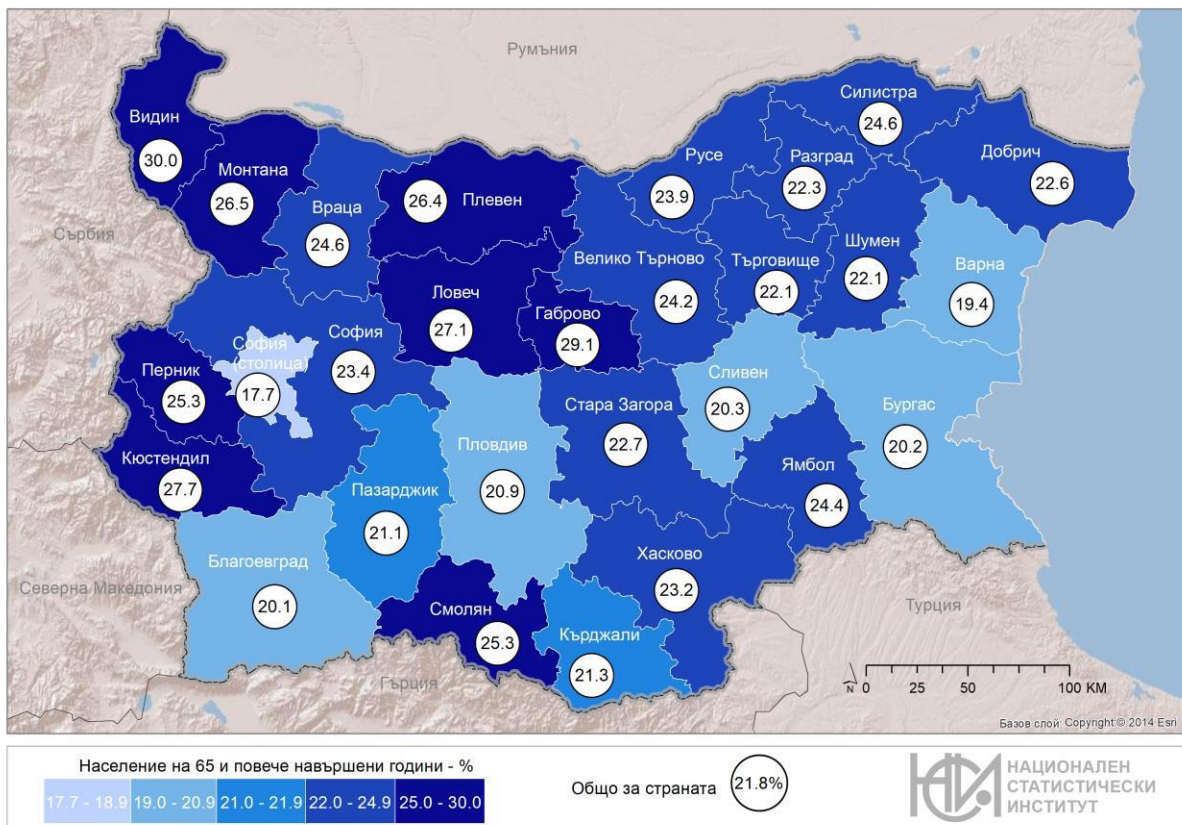 Румъния
Силистра
24.6
Видин
30.0
Монтана
26.5
Враца
24.6
26.4
Плевен
Русе
23.9
Разград
22.3
Добрич
22.6
Сърбия
Велико Търново
24.2
Търговище
22.1
Шумен
22.1
Варна
19.4
Ловеч
27.1
Габрово
29.1
София
23.4
София
(столица)
17.7
Перник
25.3
Сливен
20.3
Стара Загора
22.7
Бургас
20.2
Кюстендил
27.7
Пловдив
20.9
Пазарджик
21.1
Ямбол
24.4
Благоевград
20.1
Хасково
23.2
Северна Македония
Смолян
25.3
Кърджали
21.3
Турция
Гърция
N
0 25 50 100 КМ
Базов слой: Copyright © 2014 Esri
Население на 65 и повече навършени години - %
17.7 - 18.9 19.0 - 20.9 21.0 - 21.9 22.0 - 24.9 25.0 - 30.0
Общо за страната 21.8%
НСИ
НАЦИОНАЛЕН
СТАТИСТИЧЕСКИ
ИНСТИТУТ